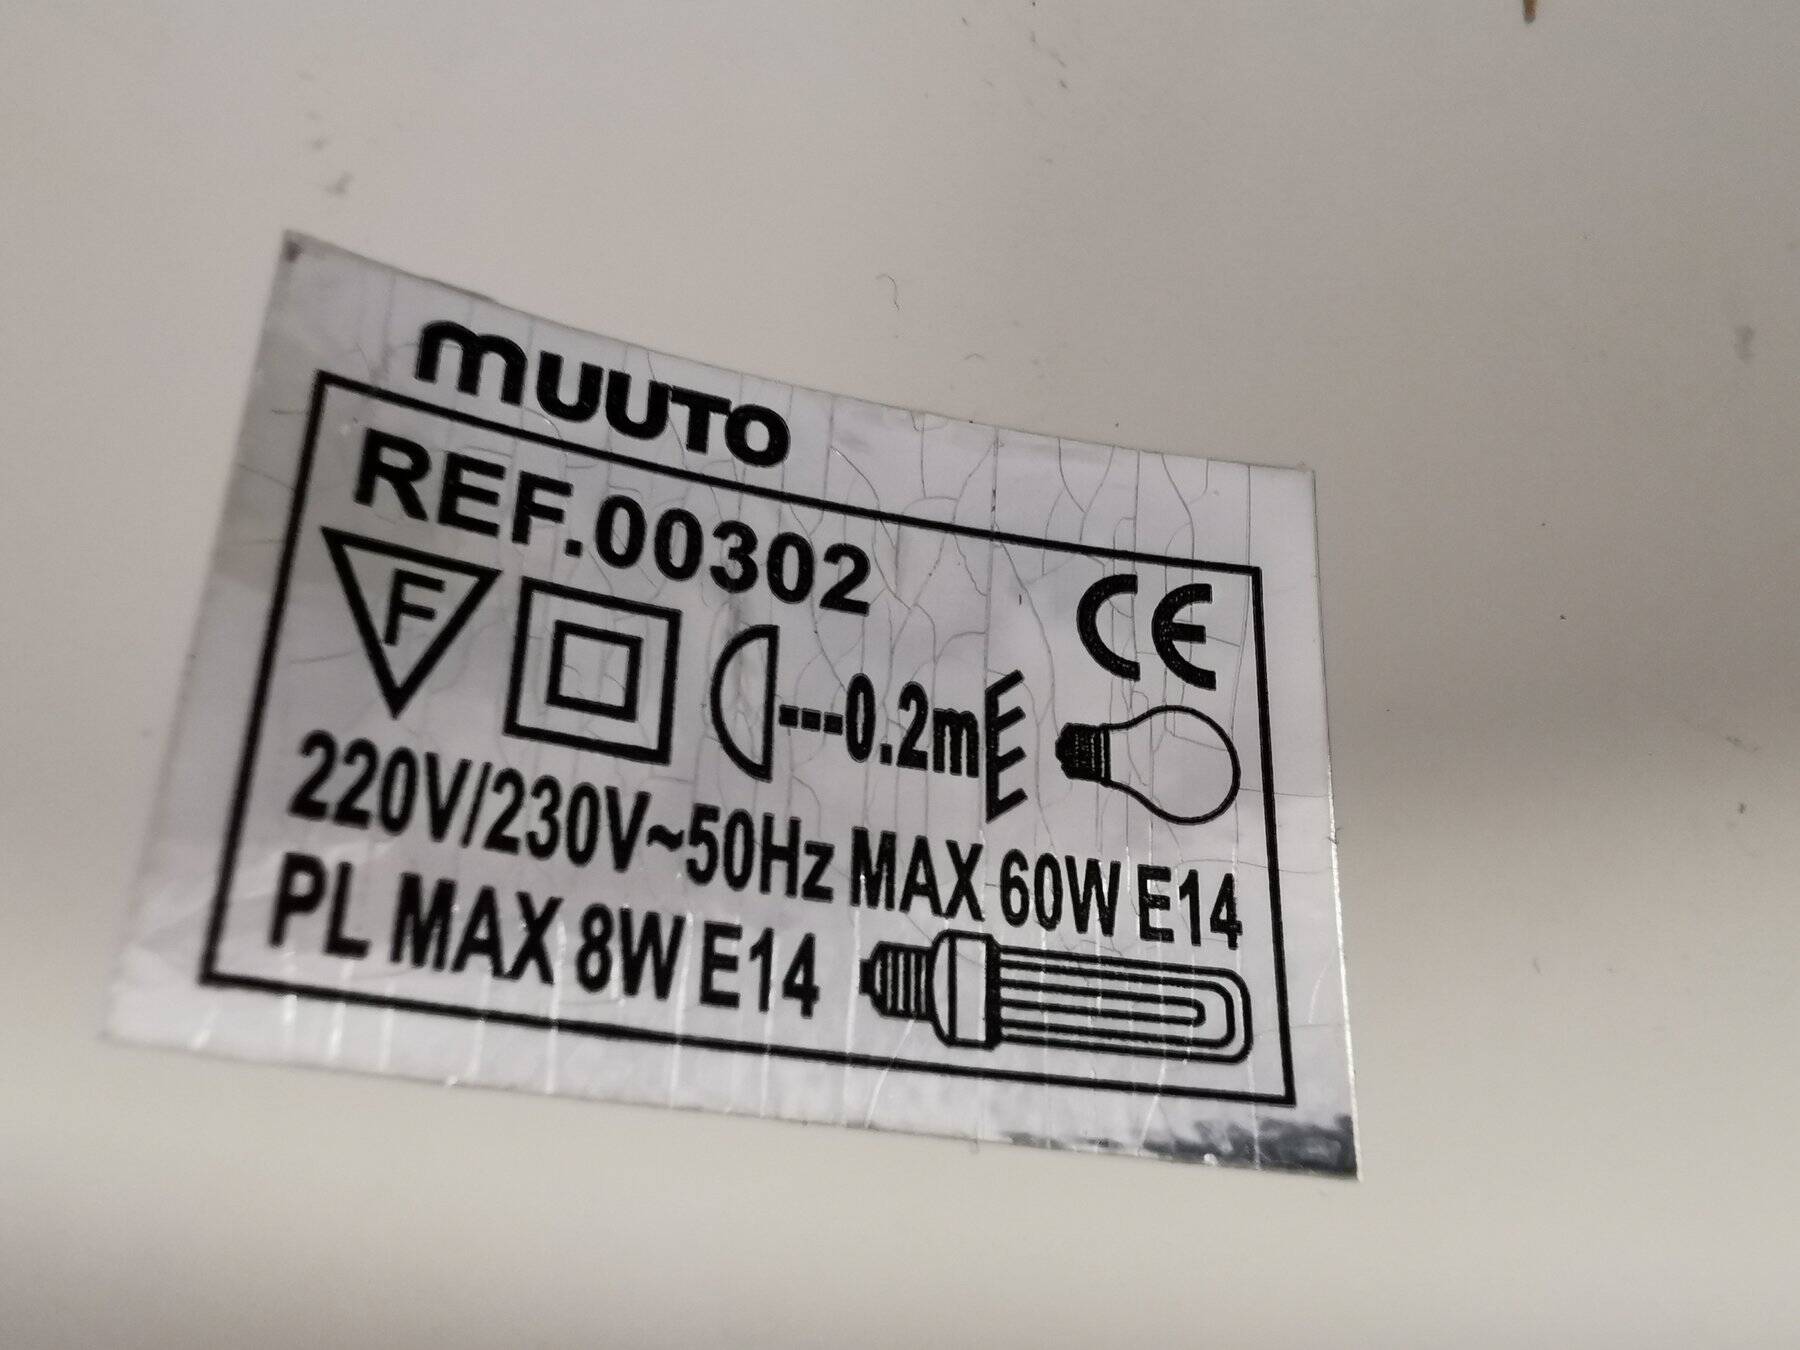 muuto
REF.00302
CE
F
0.2m
220V/230V~50Hz MAX 60W E14
PL MAX 8W E14